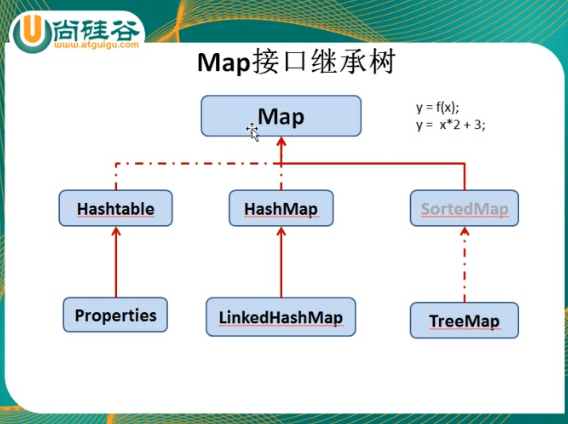 尚硅谷
www.atguigu.com
Map接口继承树
Map
y = f(x);
y = x*2 + 3;
Hashtable
HashMap
SortedMap
Properties
LinkedHashMap
TreeMap